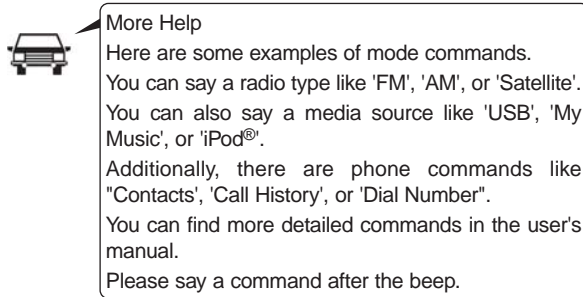 More Help
Here are some examples of mode commands.
You can say a radio type like 'FM', 'AM', or 'Satellite'.
You can also say a media source like 'USB', 'My
Music', or 'iPod®'.
Additionally, there are phone commands like
"Contacts', 'Call History', or 'Dial Number".
You can find more detailed commands in the user's
manual.
Please say a command after the beep.